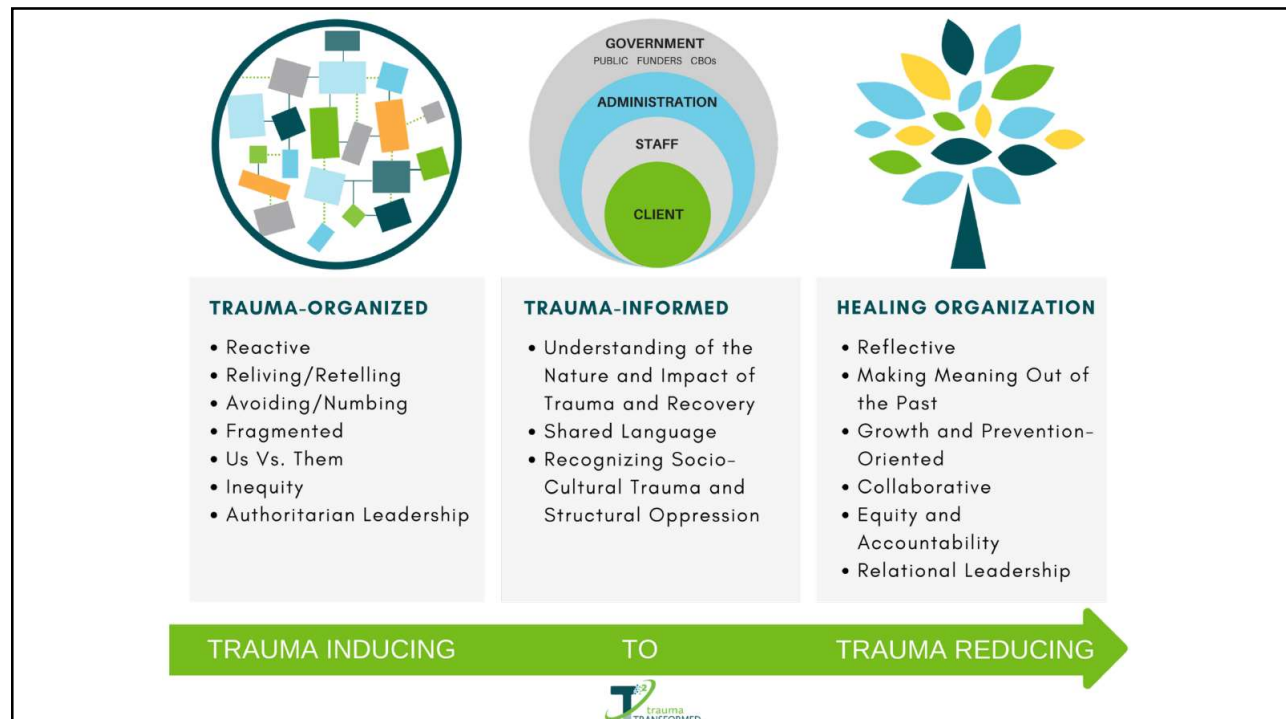 GOVERNMENT
PUBLIC FUNDERS CBOs
ADMINISTRATION
STAFF
CLIENT
TRAUMA-ORGANIZED
• Reactive
• Reliving/Retelling
• Avoiding/Numbing
• Fragmented
• Us Vs. Them
• Inequity
• Authoritarian Leadership
TRAUMA-INFORMED
• Understanding of the
Nature and Impact of
Trauma and Recovery
• Shared Language
• Recognizing Socio-
Cultural Trauma and
Structural Oppression
HEALING ORGANIZATION
• Reflective
• Making Meaning Out of
the Past
• Growth and Prevention-
Oriented
• Collaborative
• Equity and
Accountability
• Relational Leadership
TRAUMA INDUCING TO TRAUMA REDUCING
T2
trauma
TRANSFORMED